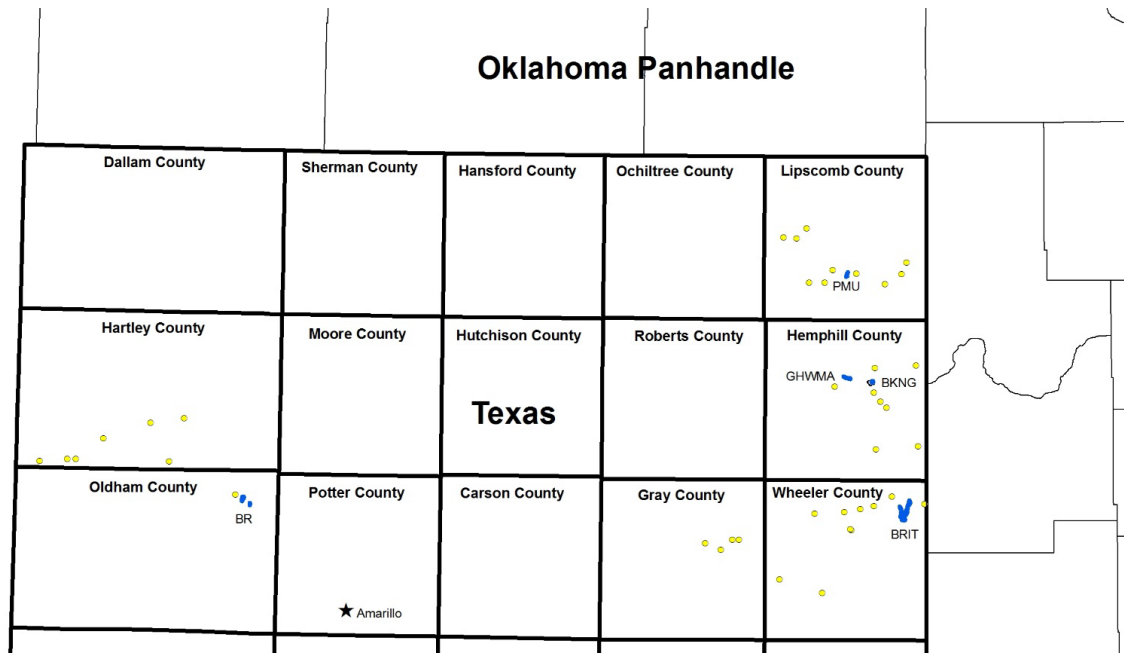 Oklahoma Panhandle
Dallam County
Sherman County
Hansford County
Ochiltree County
Lipscomb County
PMU
Hartley County
Moore County
Hutchison County
Roberts County
Hemphill County
GHWMA
BKNG
Texas
Oldham County
Potter County
Carson County
Gray County
Wheeler County
BR
BRIT
Amarillo